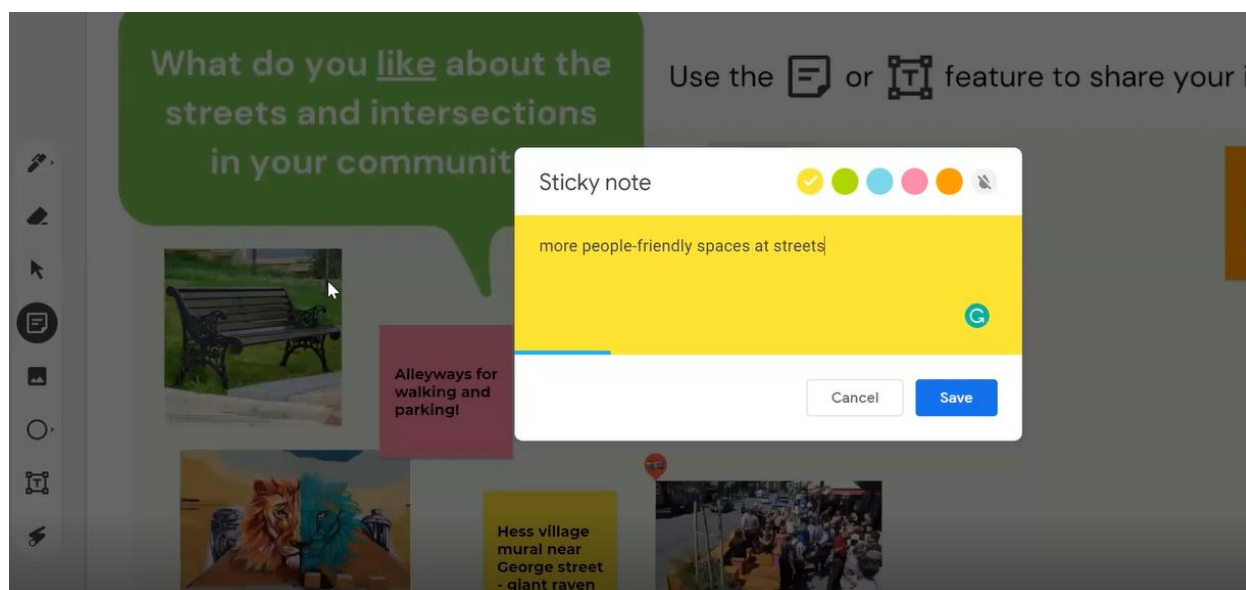 What do you like about the
streets and intersections
in your communit
Use the or feature to share your i
Sticky note
more people-friendly spaces at streets
Cancel
Save
Alleyways for
walking and
parking!
Hess village
mural near
George street
- giant raven